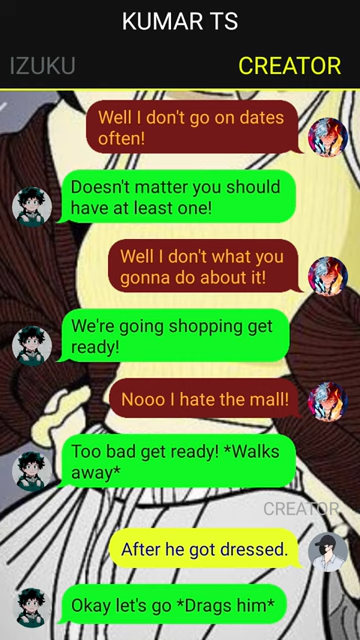 KUMAR TS
IZUKU
CREATOR
Well I don't go on dates
often!
Doesn't matter you should
have at least one!
Well I don't what you
gonna do about it!
We're going shopping get
ready!
Nooo I hate the mall!
Too bad get ready! *Walks
away*
CREATOR
After he got dressed.
Okay let's go *Drags him*